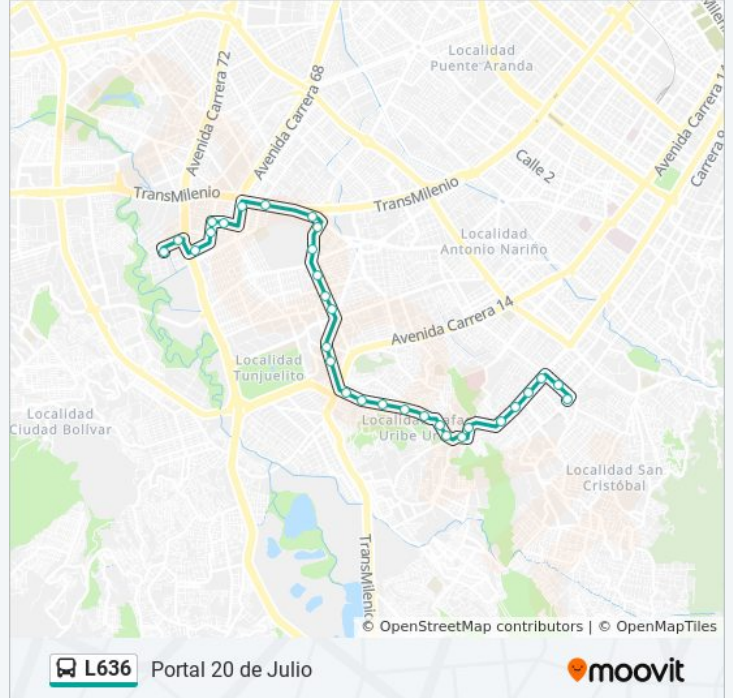 Localidad
Puente Aranda
Avenida Carrera 72
Avenida Carrera 68
Avenida Carrera 14
Carrera 9
Calle 2
TransMilenio
TransMilenio
Localidad
Antonio Nariño
Avenida Carrera 14
Localidad
Tunjuelito
Localidad
Ciudad Bolívar
Localidad Rafael
Uribe Uribe
Localidad San
Cristóbal
TransMilenio
© OpenStreetMap contributors | © OpenMapTiles
L636 Portal 20 de Julio
moovit